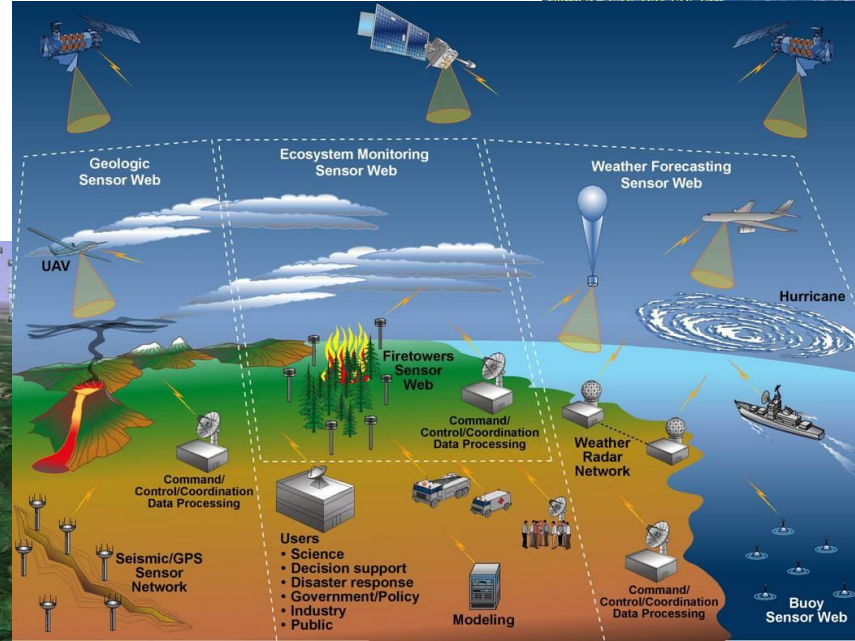 Geologic
Sensor Web
Ecosystem Monitoring
Sensor Web
Weather Forecasting
Sensor Web
UAV
Hurricane
Firetowers
Sensor
Web
Command/
Control/Coordination
Data Processing
Weather
Radar
Network
Command/
Control/Coordination
Data Processing
Users
• Science
• Decision support
• Disaster response
• Government/Policy
• Industry
• Public
Seismic/GPS
Sensor
Network
Modeling
Command/
Control/Coordination
Data Processing
Buoy
Sensor Web